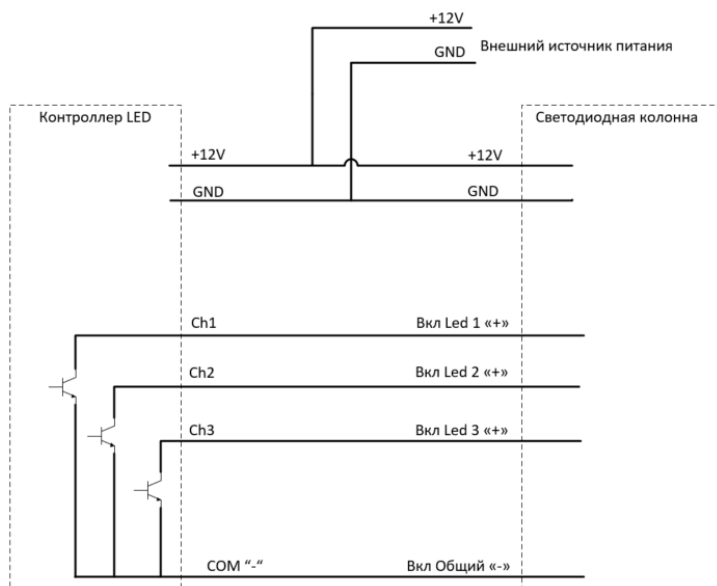 +12V
GND
Внешний источник питания
Контроллер LED
Светодиодная колонна
+12V
+12V
GND
GND
Ch1
Вкл Led 1 «+»
Ch2
Вкл Led 2 «+»
Ch3
Вкл Led 3 «+»
COM “-“
Вкл Общий «-»